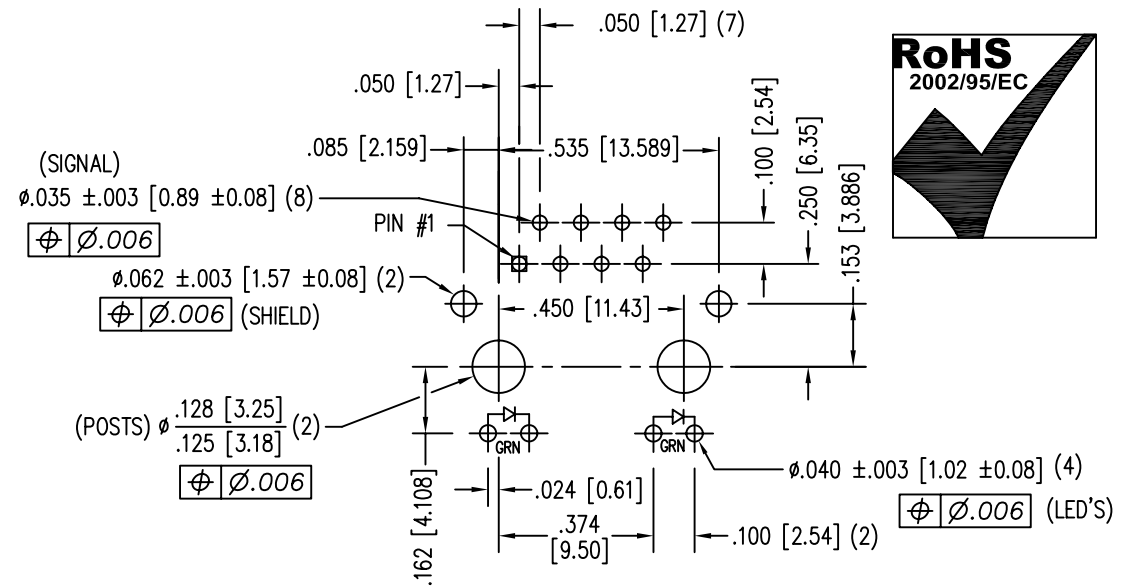 .050 [1.27] (7)
RoHS
2002/95/EC
.050 [1.27]
.100 [2.54]
.250 [6.35]
.085 [2.159]
.535 [13.589]
.153 [3.886]
(SIGNAL)
ø.035 ±.003 [0.89 ±0.08] (8)
PIN #1
⌖ Ø.006
ø.062 ±.003 [1.57 ±0.08] (2)
⌖ Ø.006 (SHIELD)
.450 [11.43]
(POSTS) ø .128 [3.25] (2)
.125 [3.18]
⌖ Ø.006
GRN
GRN
ø.040 ±.003 [1.02 ±0.08] (4)
⌖ Ø.006 (LED'S)
.024 [0.61]
.162 [4.108]
.374
[9.50]
.100 [2.54] (2)